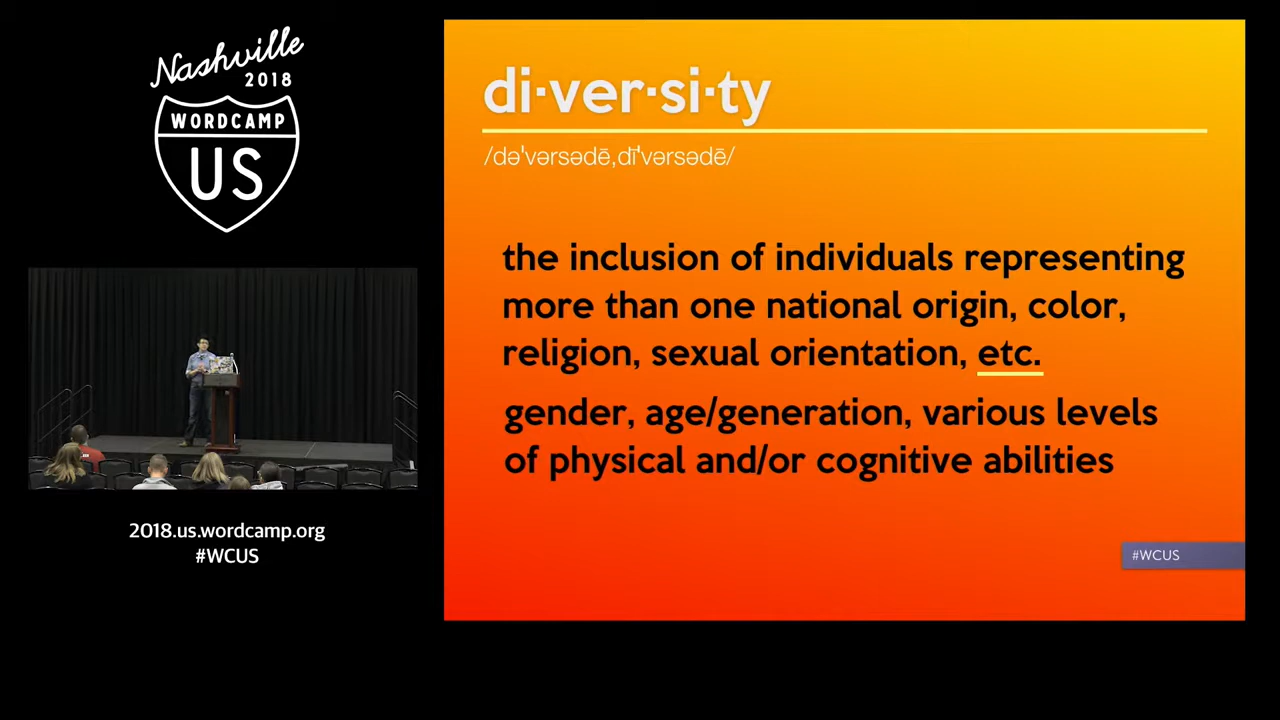 Nashville
2018
WORDCAMP
US
2018.us.wordcamp.org
#WCUS
di·ver·si·ty
/dəˈvərsədē,dīˈvərsədē/
the inclusion of individuals representing
more than one national origin, color,
religion, sexual orientation, etc.
gender, age/generation, various levels
of physical and/or cognitive abilities
#WCUS